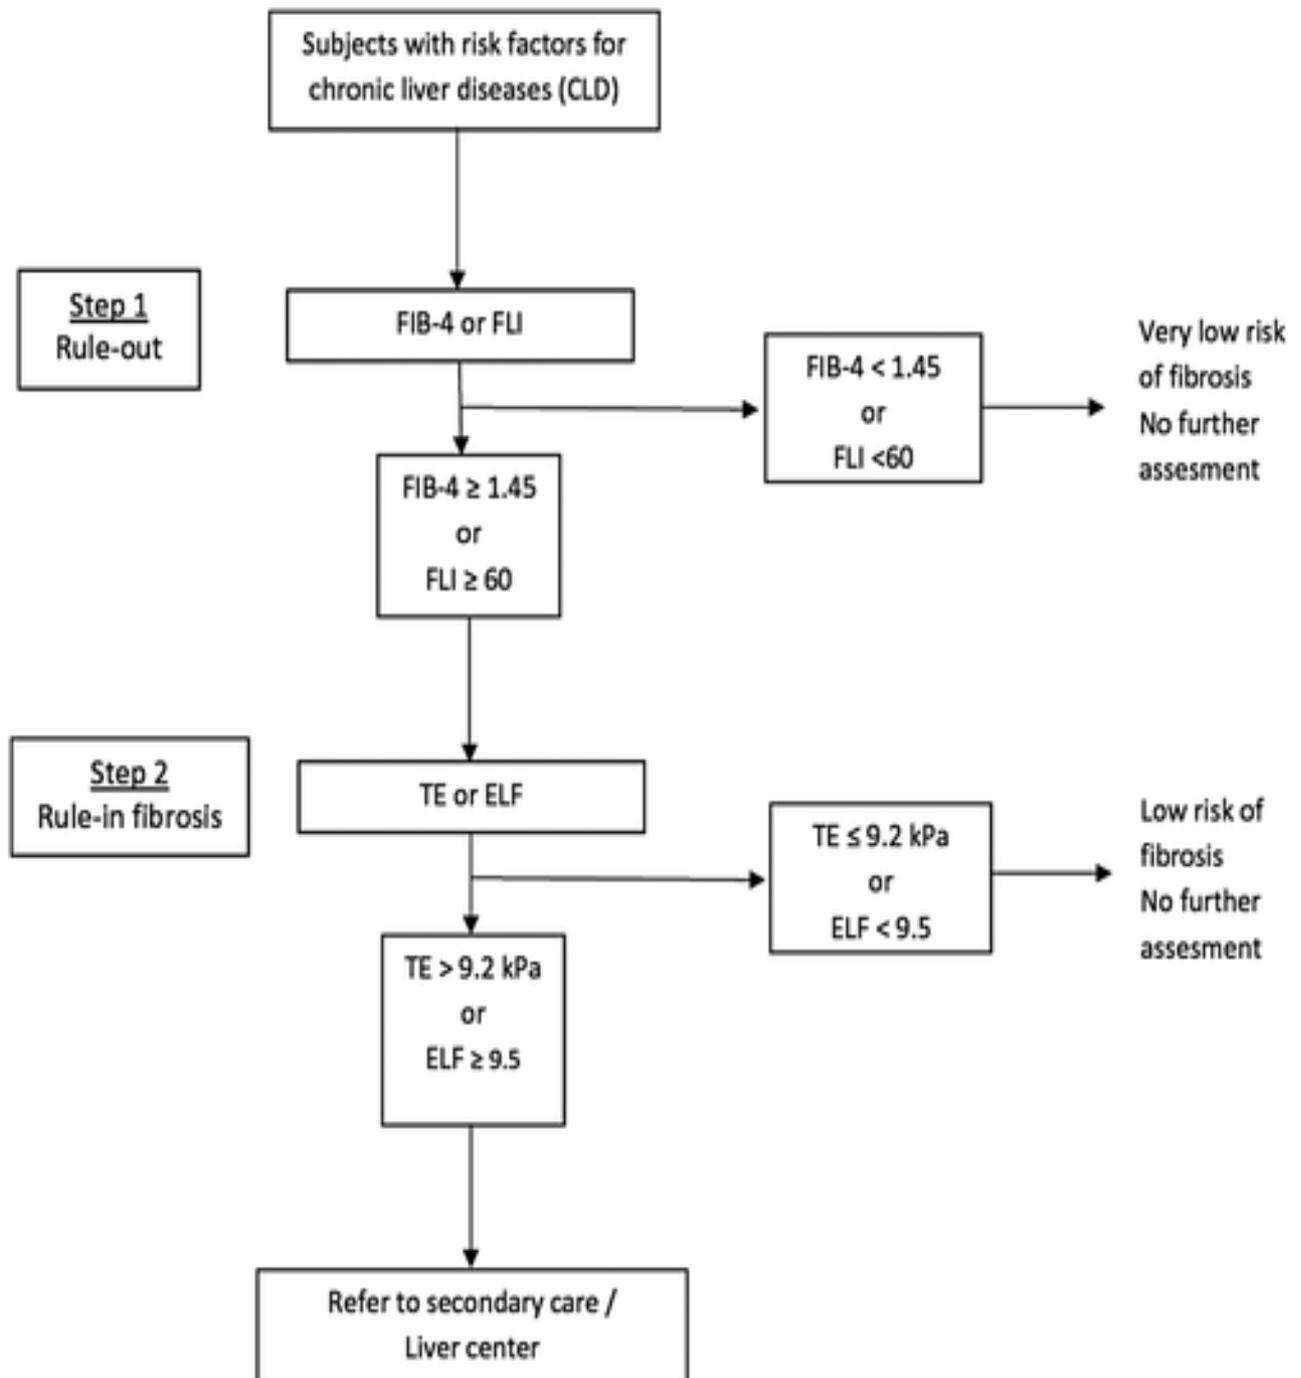 Subjects with risk factors for
chronic liver diseases (CLD)
Step 1
Rule-out
FIB-4 or FLI
FIB-4 < 1.45
or
FLI <60
Very low risk
of fibrosis
No further
assesment
FIB-4 ≥ 1.45
or
FLI ≥ 60
Step 2
Rule-in fibrosis
TE or ELF
TE ≤ 9.2 kPa
or
ELF < 9.5
Low risk of
fibrosis
No further
assesment
TE > 9.2 kPa
or
ELF ≥ 9.5
Refer to secondary care /
Liver center